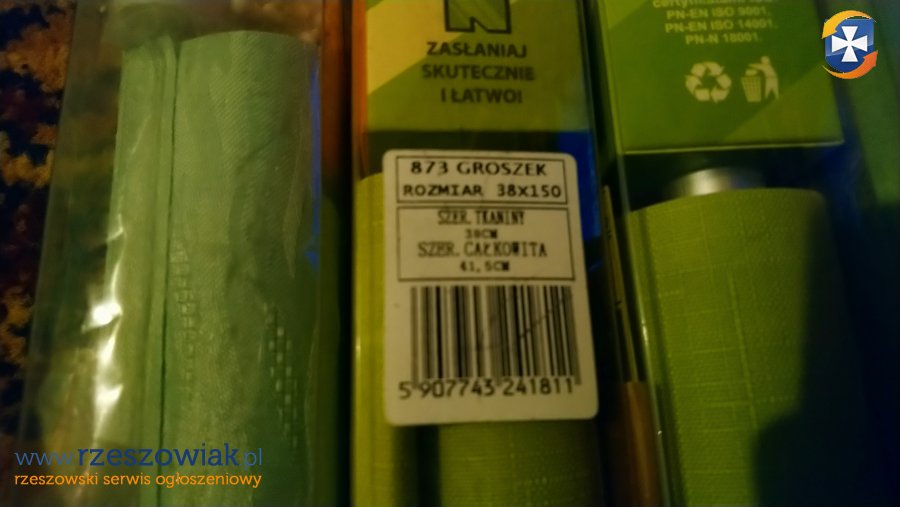 ZASŁANIAJ
SKUTECZNIE
I ŁATWO!
PN-EN ISO 9001.
PN-EN ISO 14001.
PN-N 18001.
873 GROSZEK
ROZMIAR 38X150
SZER. TKANINY
38CM
SZER. CAŁKOWITA
41,5CM
5 907743 241811
www.rzeszowiak.pl
rzeszowski serwis ogłoszeniowy